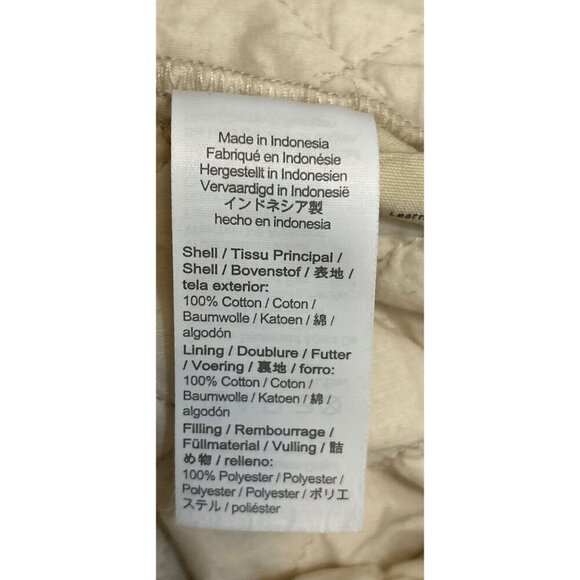 Made in Indonesia
Fabriqué en Indonésie
Hergestellt in Indonesien
Vervaardigd in Indonesië
インドネシア製
hecho en indonesia
Shell / Tissu Principal /
Shell / Bovenstof / 表地 /
tela exterior:
100% Cotton / Coton /
Baumwolle / Katoen / 綿 /
algodón
Lining / Doublure / Futter
/ Voering / 裏地 / forro:
100% Cotton / Coton /
Baumwolle / Katoen / 綿 /
algodón
Filling / Rembourrage /
Füllmaterial / Vulling / 詰
め物 / relleno:
100% Polyester / Polyester /
Polyester / Polyester / ポリエ
ステル / poliéster